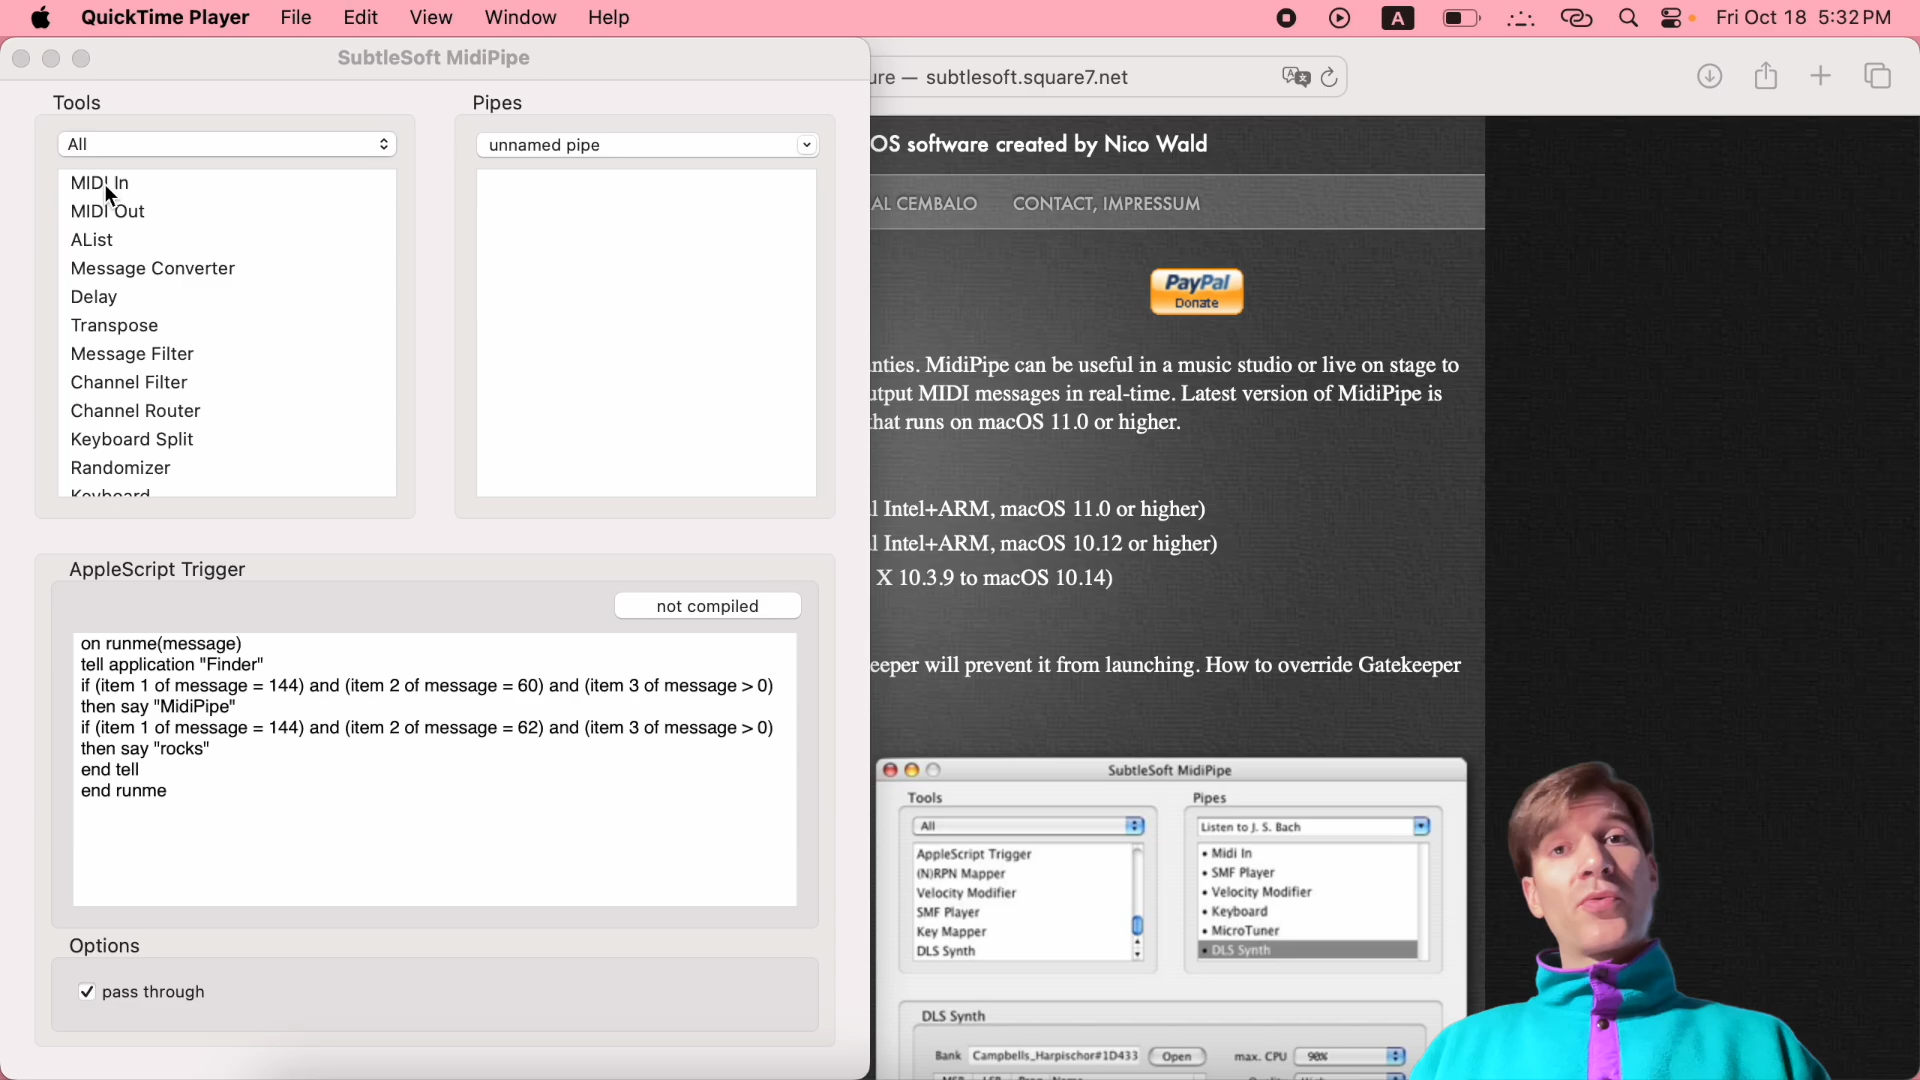 QuickTime Player File Edit View Window Help
A
Fri Oct 18 5:32 PM
SubtleSoft MidiPipe
ure — subtlesoft.square7.net
Tools
Pipes
All
unnamed pipe
MIDI In
MIDI Out
AList
Message Converter
Delay
Transpose
Message Filter
Channel Filter
Channel Router
Keyboard Split
Randomizer
Keyboard
AppleScript Trigger
not compiled
on runme(message)
tell application "Finder"
if (item 1 of message = 144) and (item 2 of message = 60) and (item 3 of message > 0)
then say "MidiPipe"
if (item 1 of message = 144) and (item 2 of message = 62) and (item 3 of message > 0)
then say "rocks"
end tell
end runme
Options
pass through
OS software created by Nico Wald
AL CEMBALO CONTACT, IMPRESSUM
PayPal
Donate
nties. MidiPipe can be useful in a music studio or live on stage to
utput MIDI messages in real-time. Latest version of MidiPipe is
that runs on macOS 11.0 or higher.
l Intel+ARM, macOS 11.0 or higher)
l Intel+ARM, macOS 10.12 or higher)
X 10.3.9 to macOS 10.14)
eeper will prevent it from launching. How to override Gatekeeper
SubtleSoft MidiPipe
Tools
Pipes
All
Listen to J. S. Bach
AppleScript Trigger
(N)RPN Mapper
Velocity Modifier
SMF Player
Key Mapper
DLS Synth
• Midi In
• SMF Player
• Velocity Modifier
• Keyboard
• MicroTuner
• DLS Synth
DLS Synth
Bank Campbells_Harpischor#1D433 Open max. CPU 90%